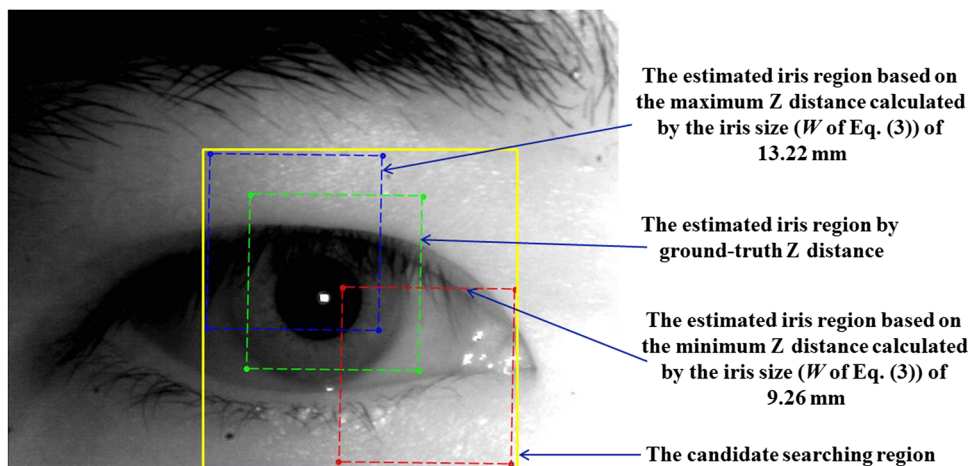 The estimated iris region based on
the maximum Z distance calculated
by the iris size (W of Eq. (3)) of
13.22 mm
The estimated iris region by
ground-truth Z distance
The estimated iris region based on
the minimum Z distance calculated
by the iris size (W of Eq. (3)) of
9.26 mm
The candidate searching region